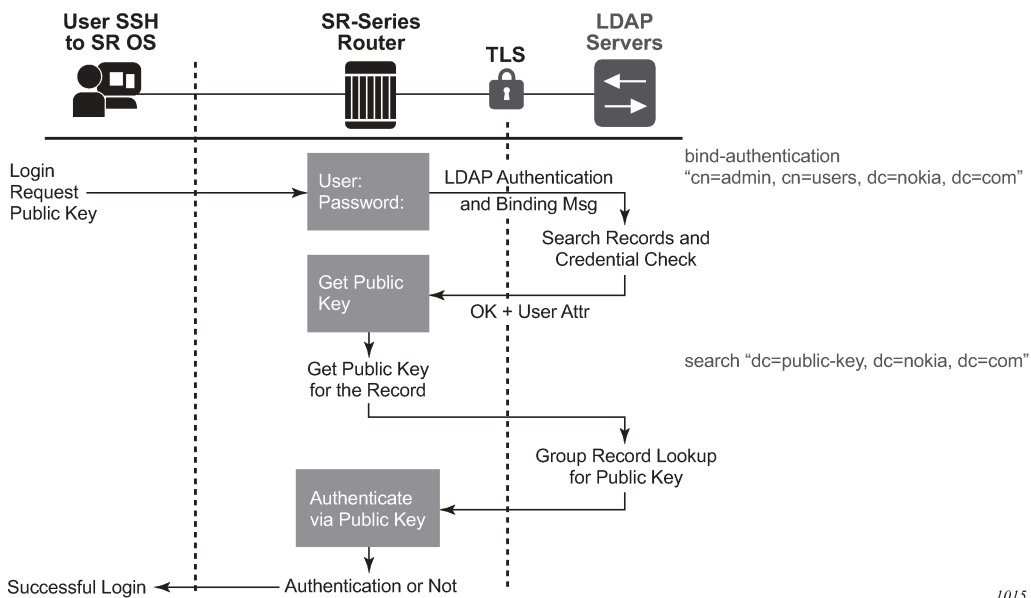 User SSH
to SR OS
SR-Series
Router
TLS
LDAP
Servers
bind-authentication
“cn=admin, cn=users, dc=nokia, dc=com”
Login
Request
Public Key
User:
Password:
LDAP Authentication
and Binding Msg
Search Records and
Credential Check
Get Public
Key
OK + User Attr
search “dc=public-key, dc=nokia, dc=com”
Get Public Key
for the Record
Group Record Lookup
for Public Key
Authenticate
via Public Key
Successful Login
Authentication or Not
1015